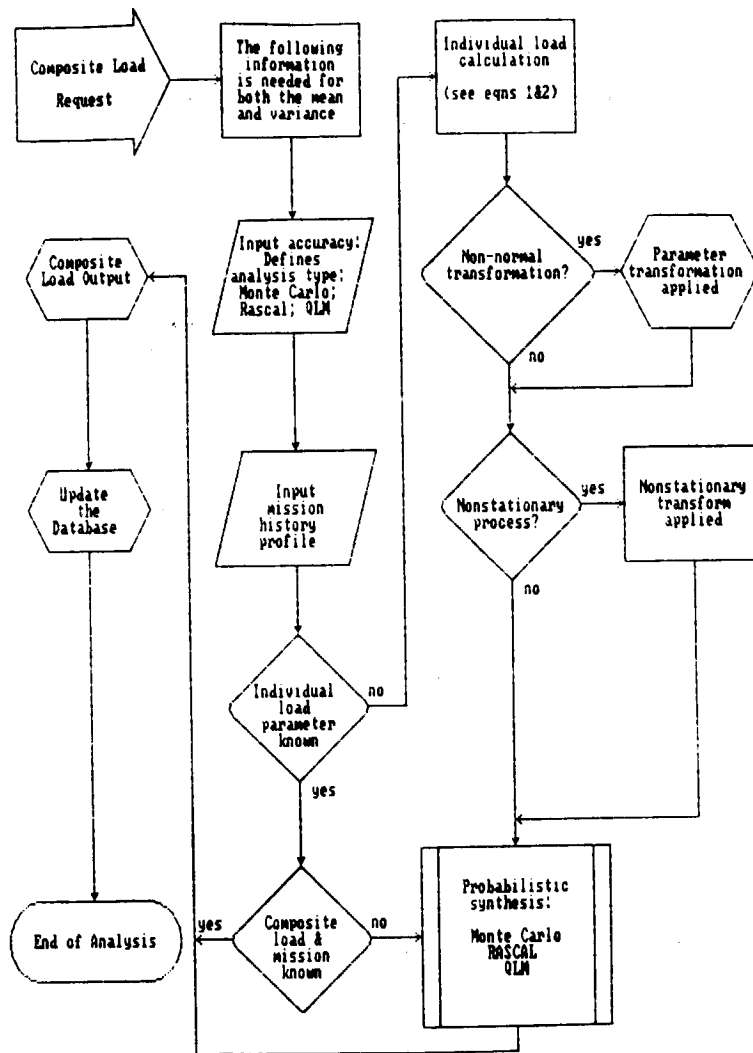 Composite Load
Request
The following
information
is needed for
both the mean
and variance
Input accuracy:
Defines
analysis type:
Monte Carlo;
Rascal; QLM
Input
mission
history
profile
Individual
load
parameter
known
no
yes
Composite
load &
mission
known
yes
no
Individual load
calculation
(see eqns 1&2)
Non-normal
transformation?
yes
no
Parameter
transformation
applied
Nonstationary
process?
yes
no
Nonstationary
transform
applied
Probabilistic
synthesis:
Monte Carlo
RASCAL
QLM
Composite
Load Output
Update
the
Database
End of Analysis